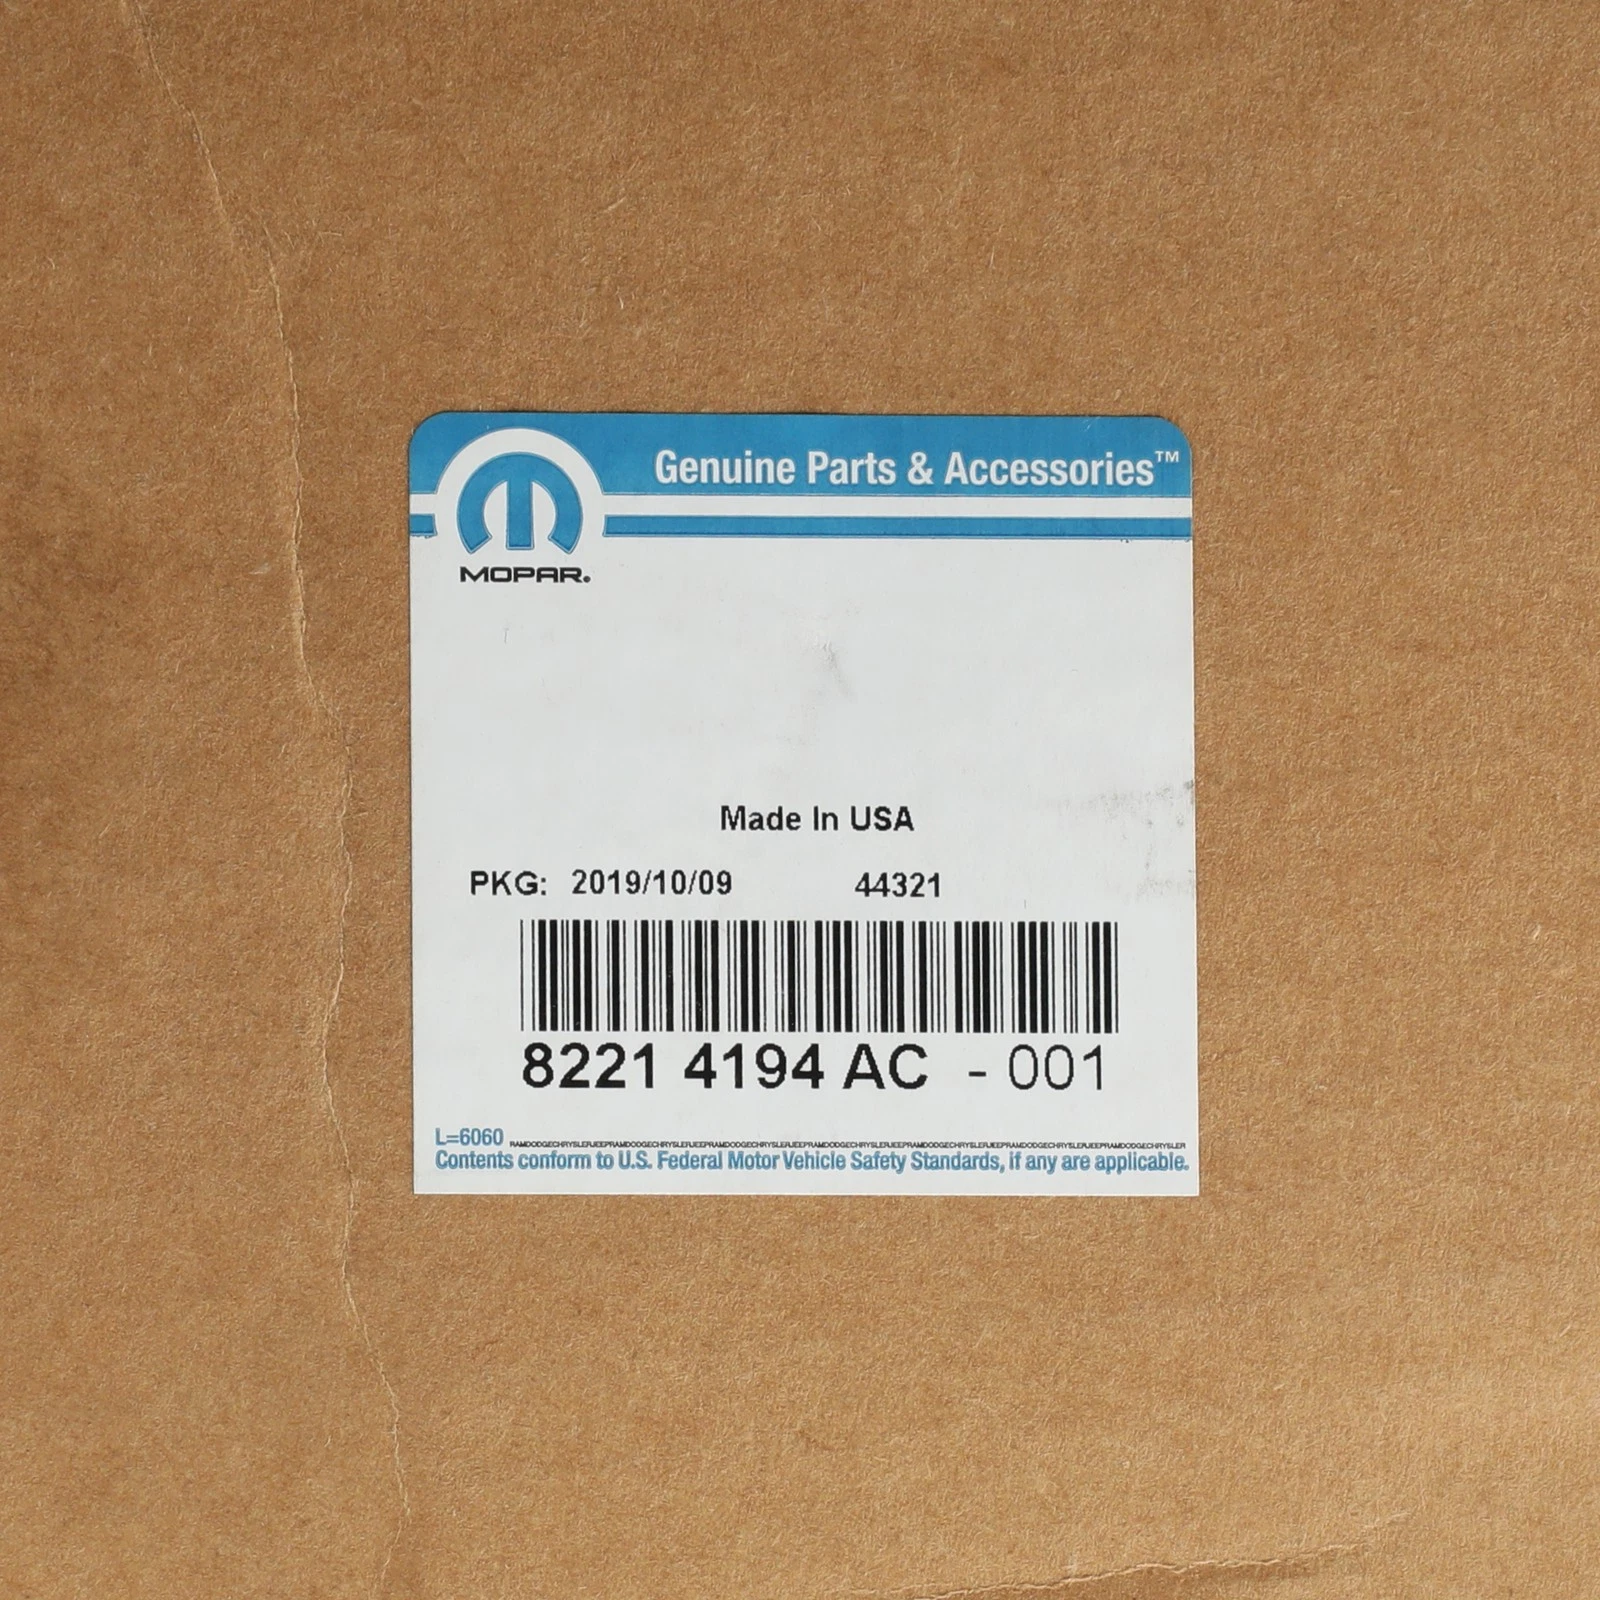 Genuine Parts & Accessories™
MOPAR.
Made In USA
PKG: 2019/10/09 44321
8221 4194 AC - 001
L=6060 RAMDODGECHRYSLERJEEPRAMDODGECHRYSLERJEEPRAMDODGECHRYSLERJEEPRAMDODGECHRYSLERJEEPRAMDODGECHRYSLERJEEPRAMDODGECHRYSLERJEEPRAMDODGECHRYSLER
Contents conform to U.S. Federal Motor Vehicle Safety Standards, if any are applicable.